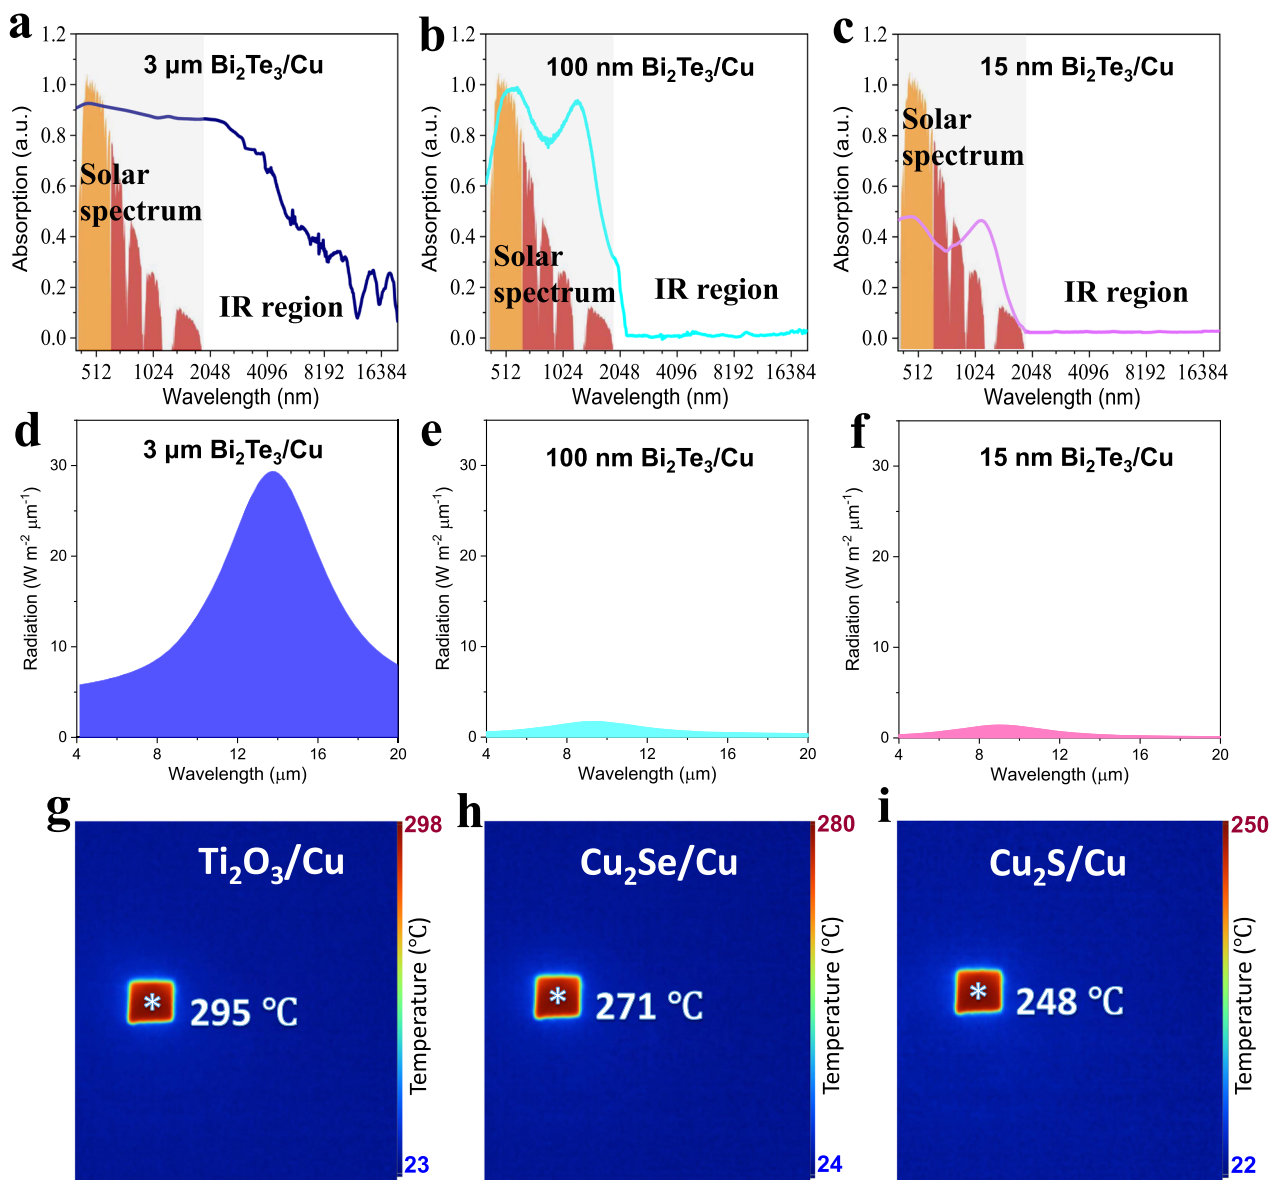 a
1.2
1.0
0.8
0.6
0.4
0.2
0.0
Absorption (a.u.)
3 µm Bi₂Te₃/Cu
Solar
spectrum
IR region
512 1024 2048 4096 8192 16384
Wavelength (nm)
b
1.2
1.0
0.8
0.6
0.4
0.2
0.0
Absorption (a.u.)
100 nm Bi₂Te₃/Cu
Solar
spectrum
IR region
512 1024 2048 4096 8192 16384
Wavelength (nm)
c
1.2
1.0
0.8
0.6
0.4
0.2
0.0
Absorption (a.u.)
15 nm Bi₂Te₃/Cu
Solar
spectrum
IR region
512 1024 2048 4096 8192 16384
Wavelength (nm)
d
30
20
10
0
Radiation (W m⁻² µm⁻¹)
3 µm Bi₂Te₃/Cu
4 8 12 16 20
Wavelength (µm)
e
30
20
10
0
Radiation (W m⁻² µm⁻¹)
100 nm Bi₂Te₃/Cu
4 8 12 16 20
Wavelength (µm)
f
30
20
10
0
Radiation (W m⁻² µm⁻¹)
15 nm Bi₂Te₃/Cu
4 8 12 16 20
Wavelength (µm)
g
Ti₂O₃/Cu
* 295 ℃
298
Temperature (℃)
23
h
Cu₂Se/Cu
* 271 ℃
280
Temperature (℃)
24
i
Cu₂S/Cu
* 248 ℃
250
Temperature (℃)
22